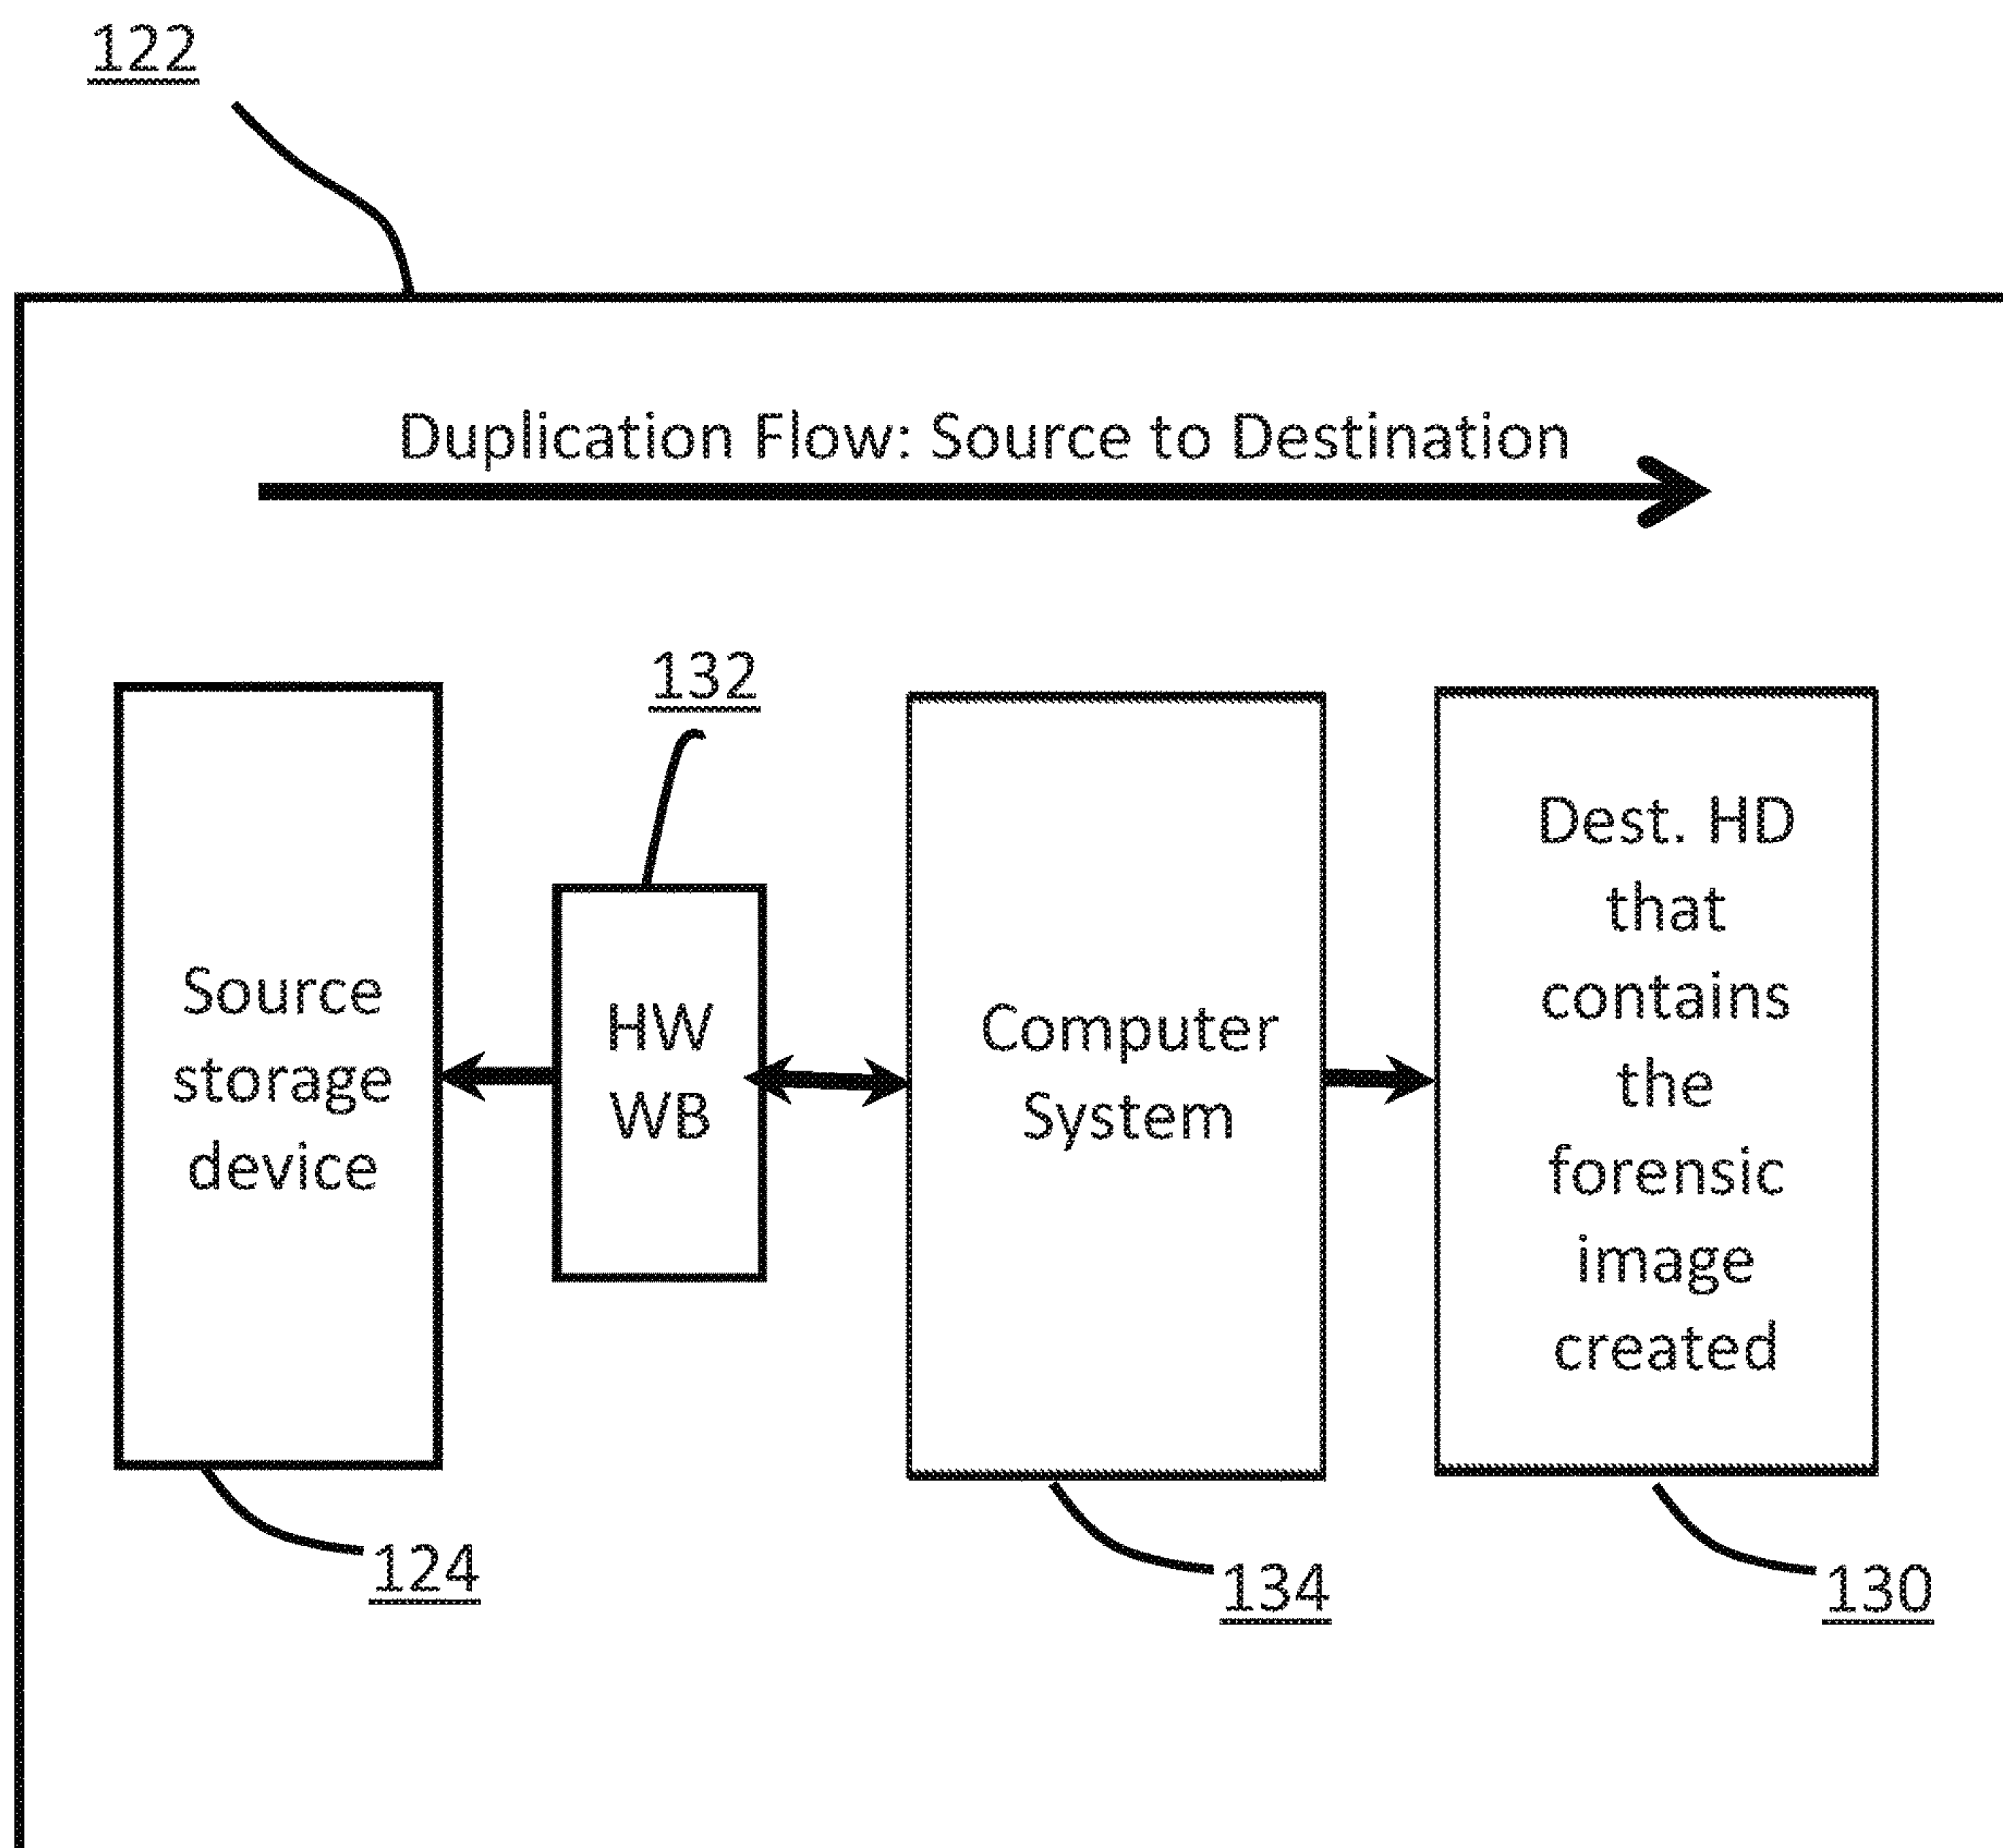 122
Duplication Flow: Source to Destination
132
Source
storage
device
HW
WB
Computer
System
Dest. HD
that
contains
the
forensic
image
created
124
134
130